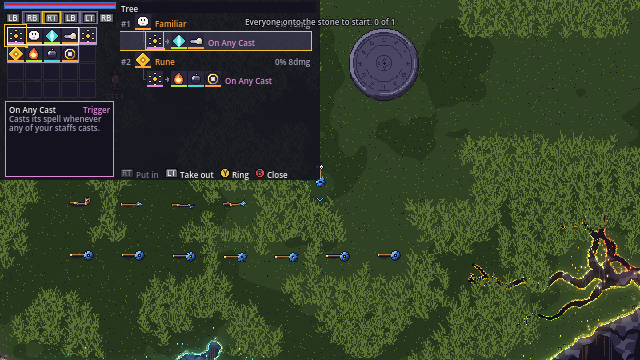 LB RB RT LB LT RB
Tree
Everyone onto the stone to start: 0 of 1
#1 Familiar
On Any Cast
#2 Rune 0% 8dmg
On Any Cast
On Any Cast Trigger
Casts its spell whenever
any of your staffs casts.
RT Put in LT Take out Y Ring B Close